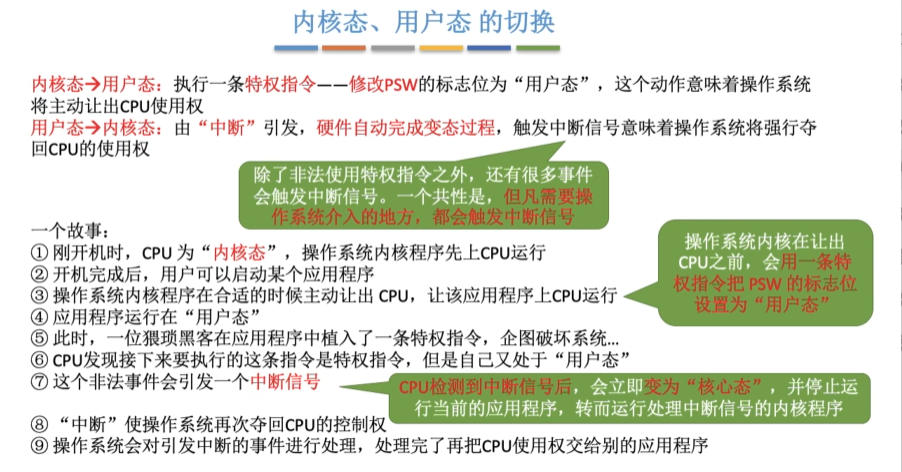 内核态、用户态 的切换
内核态→用户态：执行一条特权指令——修改PSW的标志位为“用户态”，这个动作意味着操作系统
将主动让出CPU使用权
用户态→内核态：由“中断”引发，硬件自动完成变态过程，触发中断信号意味着操作系统将强行夺
回CPU的使用权
除了非法使用特权指令之外，还有很多事件
会触发中断信号。一个共性是，但凡需要操
作系统介入的地方，都会触发中断信号
一个故事：
① 刚开机时，CPU 为“内核态”，操作系统内核程序先上CPU运行
② 开机完成后，用户可以启动某个应用程序
③ 操作系统内核程序在合适的时候主动让出 CPU，让该应用程序上CPU运行
操作系统内核在让出
CPU之前，会用一条特
权指令把 PSW 的标志位
设置为“用户态”
④ 应用程序运行在“用户态”
⑤ 此时，一位猥琐黑客在应用程序中植入了一条特权指令，企图破坏系统...
⑥ CPU发现接下来要执行的这条指令是特权指令，但是自己又处于“用户态”
⑦ 这个非法事件会引发一个中断信号
CPU检测到中断信号后，会立即变为“核心态”，并停止运
行当前的应用程序，转而运行处理中断信号的内核程序
⑧ “中断”使操作系统再次夺回CPU的控制权
⑨ 操作系统会对引发中断的事件进行处理，处理完了再把CPU使用权交给别的应用程序